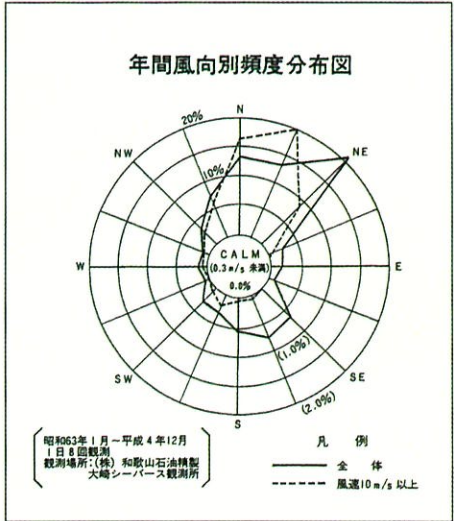 年間風向別頻度分布図
N
20%
NW
NE
10%
CALM
(0.3m/s 未満)
0.0%
W
E
(1.0%)
SW
SE
(2.0%)
S
昭和63年1月~平成4年12月
1日8回観測
観測場所:(株) 和歌山石油精製
大崎シーバース観測所
凡 例
全 体
風速10m/s 以上